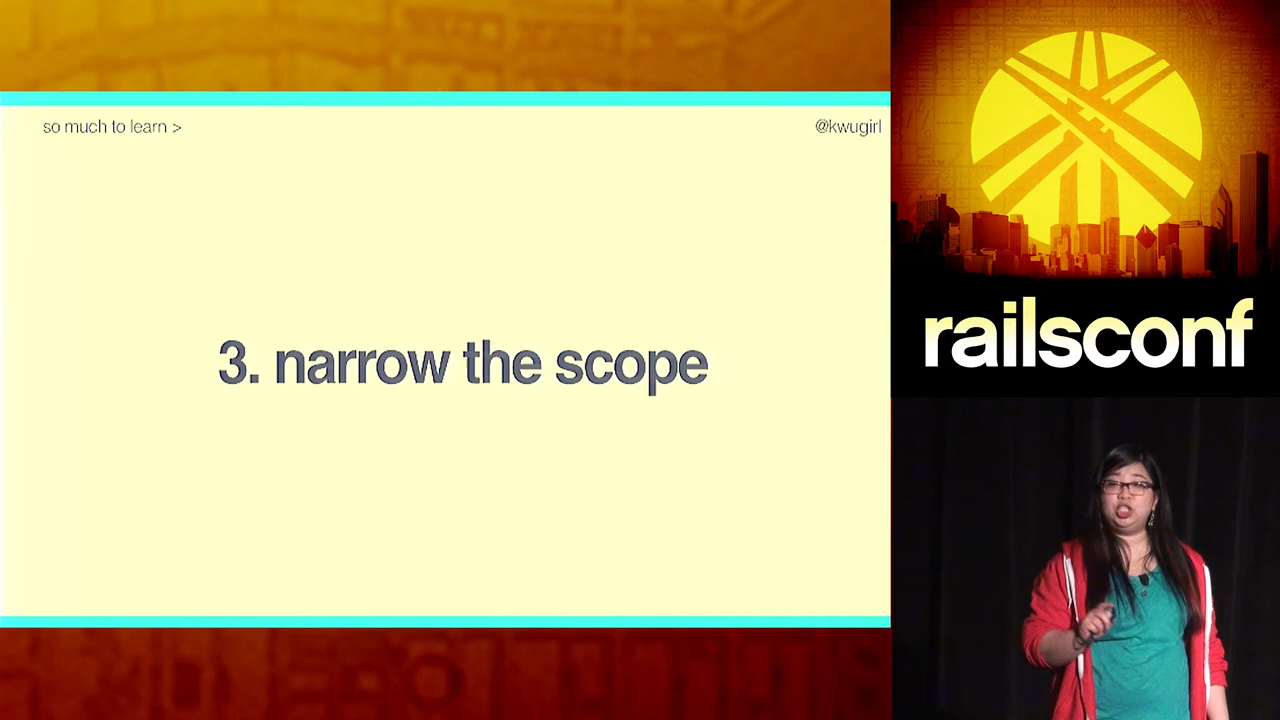 so much to learn >
@kwugirl
3. narrow the scope
railsconf